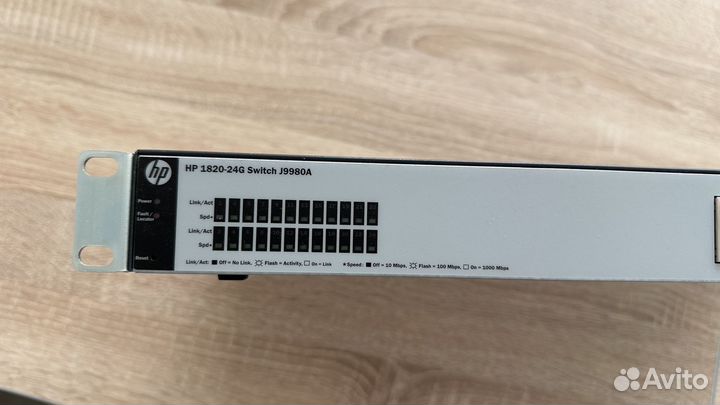 hp
HP 1820-24G Switch J9980A
Power
Fault /
Locator
Reset
Link/Act
Spd*
Link/Act
Spd*
Link/Act: Off = No Link, Flash = Activity, On = Link *Speed: Off = 10 Mbps, Flash = 100 Mbps, On = 1000 Mbps
Avito